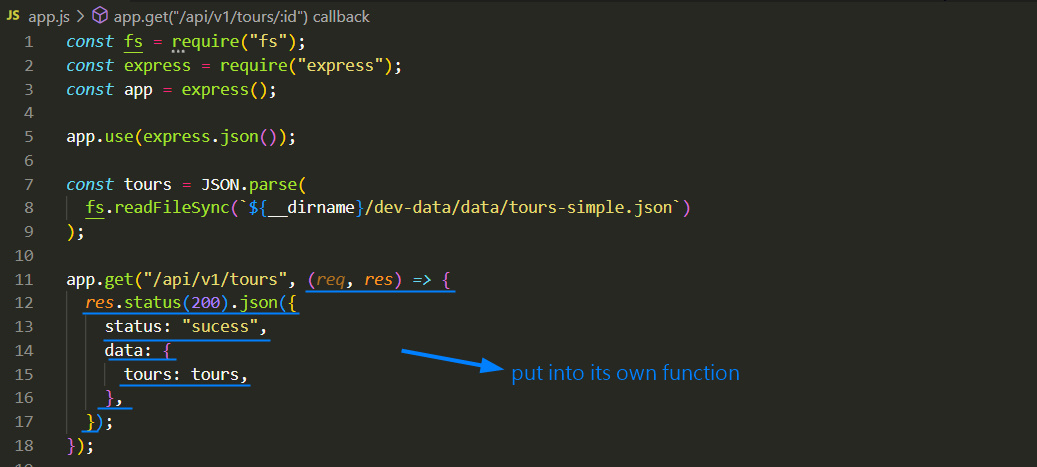 JS app.js > app.get("/api/v1/tours/:id") callback
1 const fs = require("fs");
2 const express = require("express");
3 const app = express();
4
5 app.use(express.json());
6
7 const tours = JSON.parse(
8 fs.readFileSync(`${__dirname}/dev-data/data/tours-simple.json`)
9 );
10
11 app.get("/api/v1/tours", (req, res) => {
12 res.status(200).json({
13 status: "sucess",
14 data: {
15 tours: tours,
put into its own function
16 },
17 });
18 });